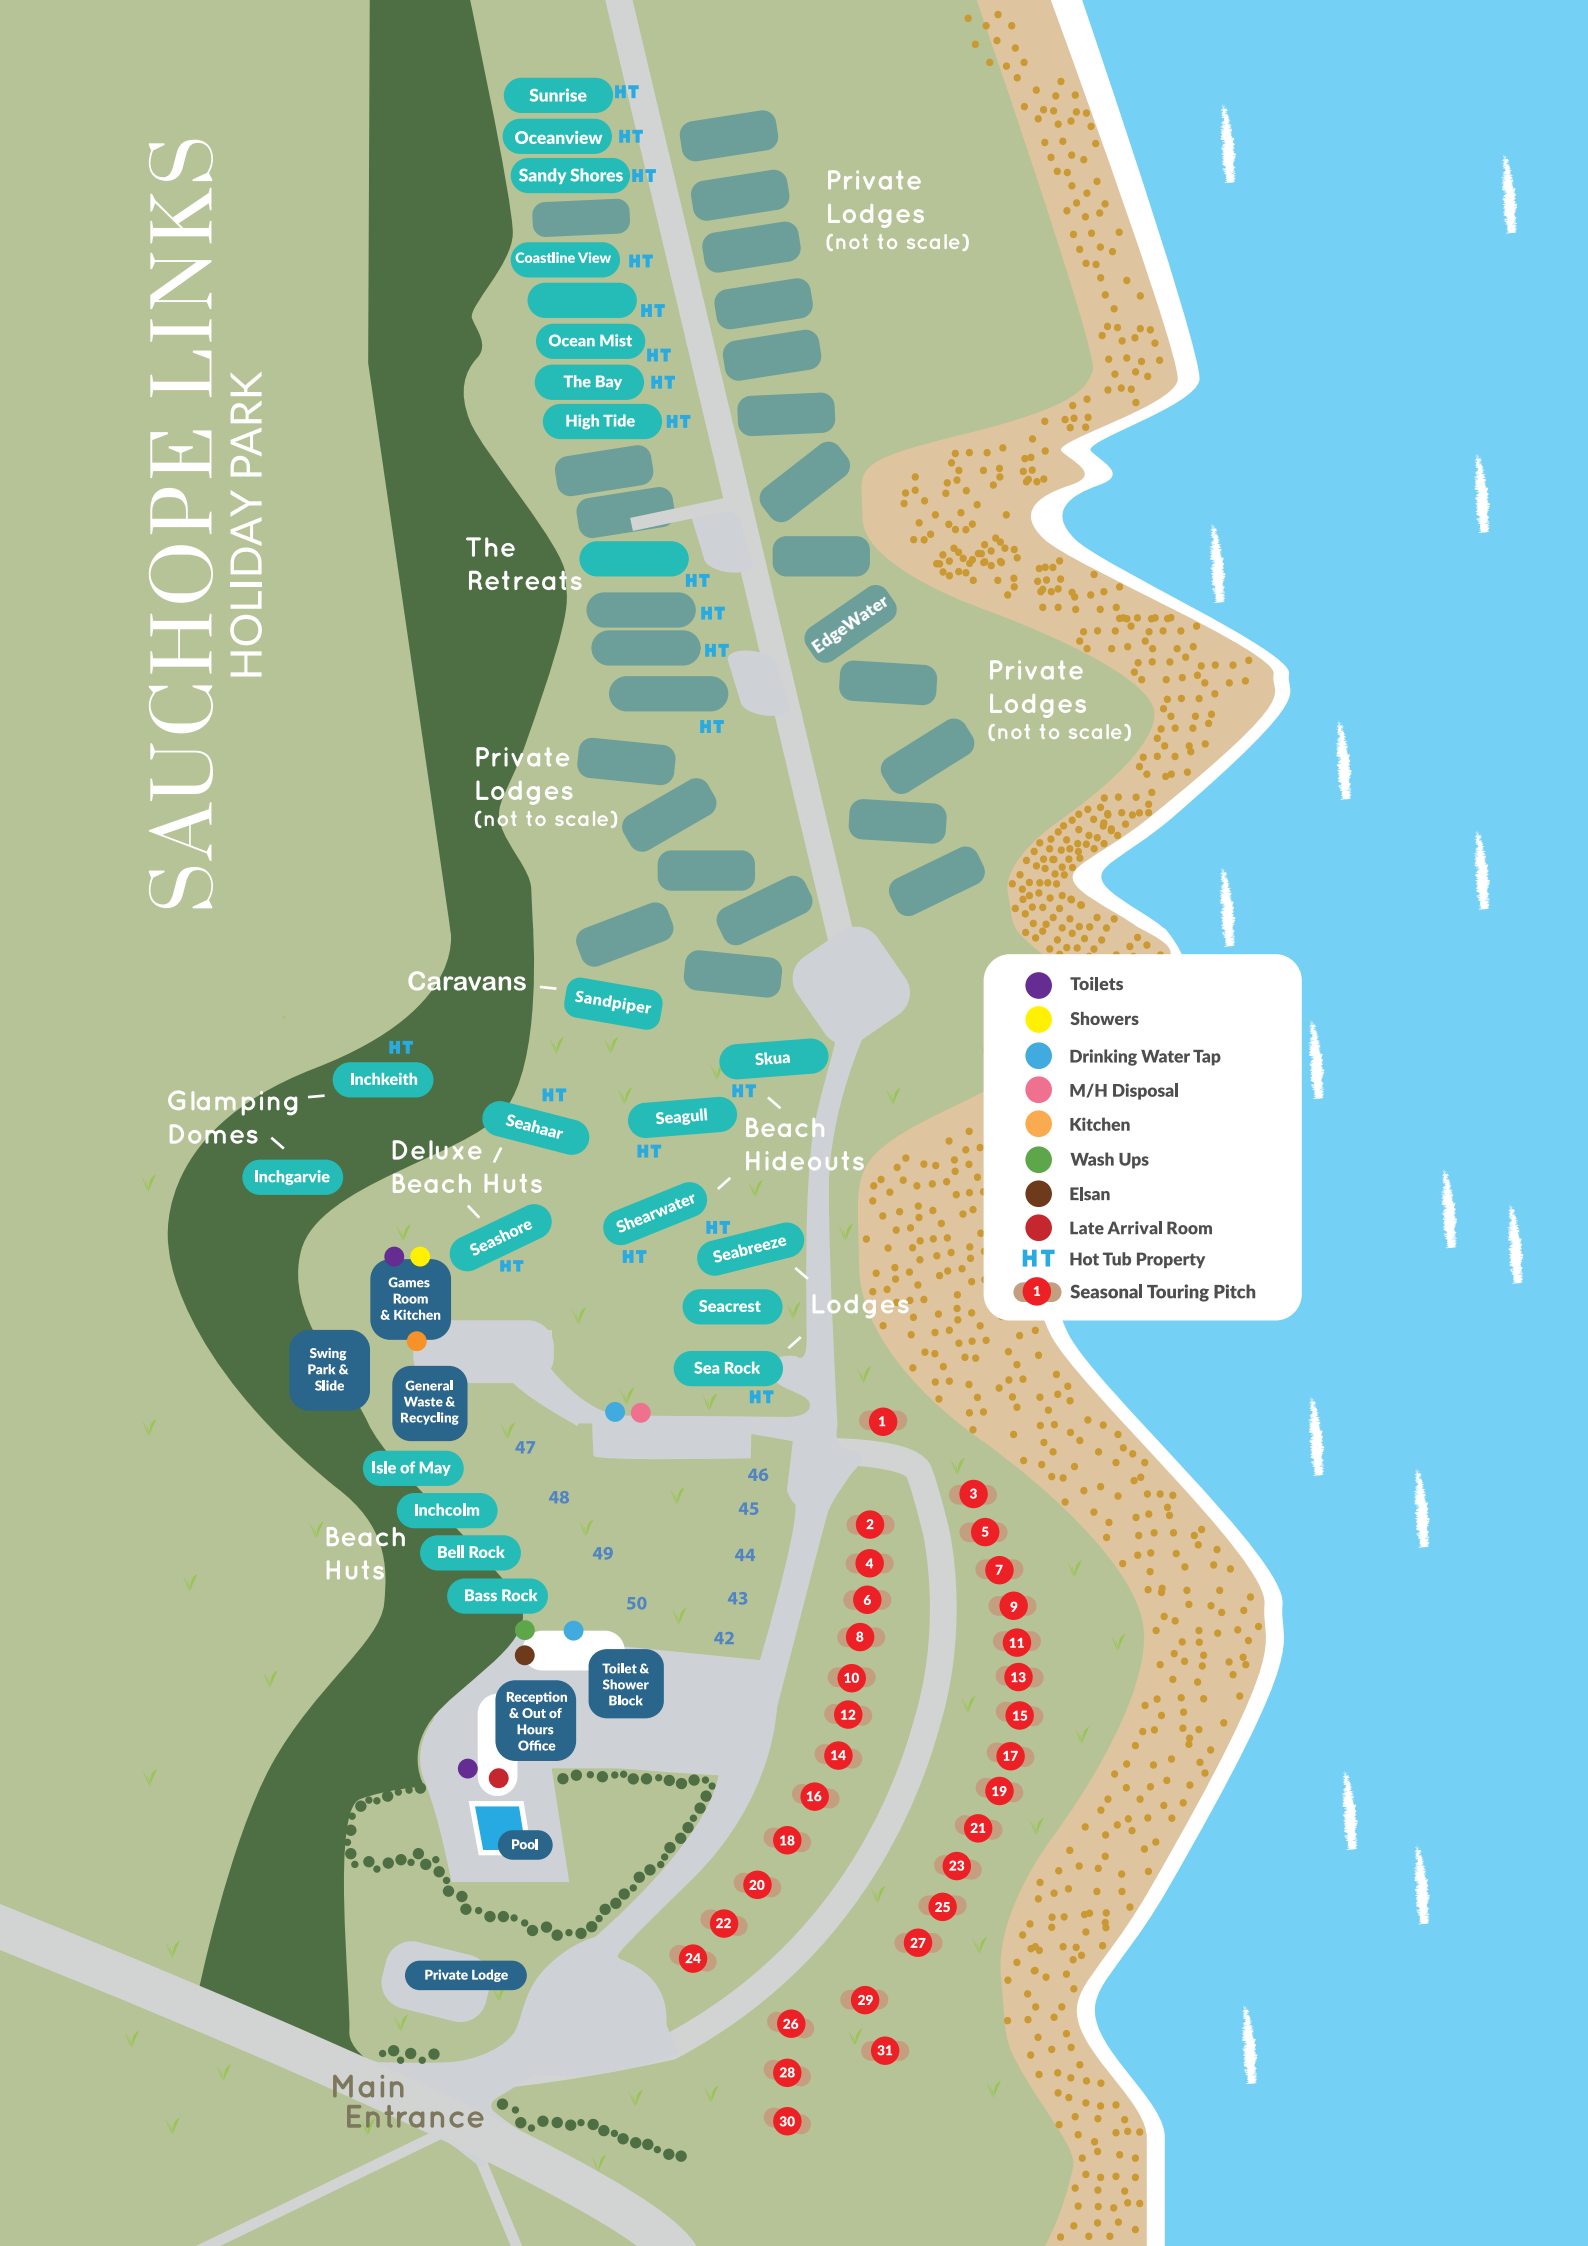 SAUCHOPE LINKS
HOLIDAY PARK
Sunrise
HT
Oceanview
HT
Sandy Shores
HT
Coastline View
HT
HT
Ocean Mist
HT
The Bay
HT
High Tide
HT
Private
Lodges
(not to scale)
The
Retreats
HT
HT
HT
HT
EdgeWater
Private
Lodges
(not to scale)
Private
Lodges
(not to scale)
Caravans
Sandpiper
HT
Inchkeith
Glamping
Domes
Inchgarvie
HT
Seahaar
Deluxe
Beach Huts
Seashore
HT
Skua
HT
Seagull
HT
Beach
Hideouts
Shearwater
HT
HT
Seabreeze
Seacrest
Lodges
Sea Rock
HT
Toilets
Showers
Drinking Water Tap
M/H Disposal
Kitchen
Wash Ups
Elsan
Late Arrival Room
HT Hot Tub Property
1 Seasonal Touring Pitch
Games
Room
& Kitchen
Swing
Park &
Slide
General
Waste &
Recycling
Isle of May
Inchcolm
Beach
Huts
Bell Rock
Bass Rock
47
48
49
50
46
45
44
43
42
Toilet &
Shower
Block
Reception
& Out of
Hours
Office
Pool
Private Lodge
Main
Entrance
1
2
3
4
5
6
7
8
9
10
11
12
13
14
15
16
17
18
19
20
21
22
23
24
25
26
27
28
29
30
31